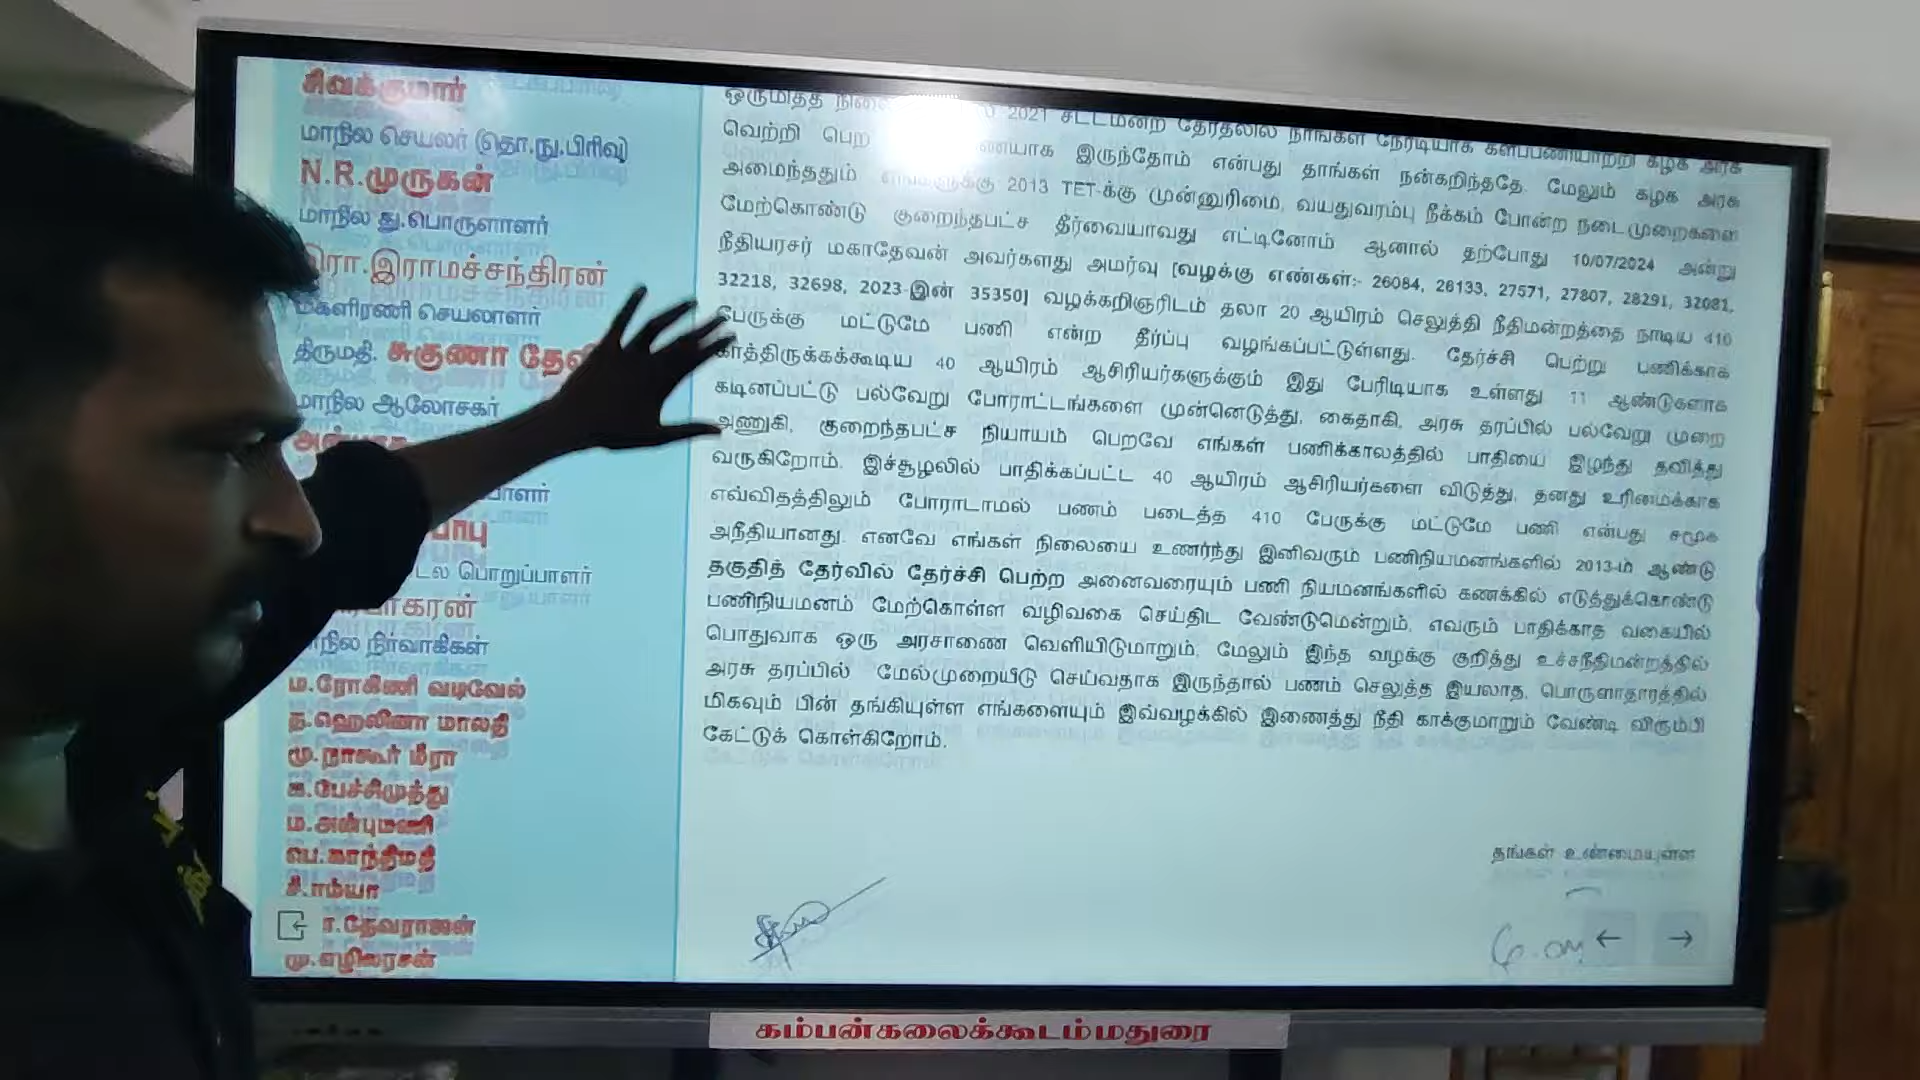 சிவக்குமார்
மாநில செயலர் (தொ.நு.பிரிவு)
N.R.முருகன்
மாநில து.பொருளாளர்
இரா.இராமச்சந்திரன்
மகளிரணி செயலாளர்
திருமதி. சுகுணா தேவி
மாநில ஆலோசகர்
பாபு
பொறுப்பாளர்
மாநில நிர்வாகிகள்
ம.ரோகிணி வடிவேல்
த.ஹெலினா மாலதி
மு.நாகூர் மீரா
ஐ.பேச்சிமுத்து
ம.அன்புமணி
பெ.காந்திமதி
சி.ரம்யா
ர.தேவராஜன்
மு.எழிலரசன்
ஒருமித்த 2021 சட்டமன்ற தேர்தலில் நாங்கள் நேரடியாக களப்பணியாற்றி கழக அரசு
வெற்றி பெற இருந்தோம் என்பது தாங்கள் நன்கறிந்ததே. மேலும் கழக அரசு
அமைந்ததும் எங்களுக்கு 2013 TET-க்கு முன்னுரிமை, வயதுவரம்பு நீக்கம் போன்ற நடைமுறைகளை
மேற்கொண்டு குறைந்தபட்ச தீர்வையாவது எட்டினோம் ஆனால் தற்போது 10/07/2024 அன்று
நீதியரசர் மகாதேவன் அவர்களது அமர்வு [வழக்கு எண்கள்:- 26084, 26133, 27571, 27807, 28291, 32081,
32218, 32698, 2023-இன் 35350] வழக்கறிஞரிடம் தலா 20 ஆயிரம் செலுத்தி நீதிமன்றத்தை நாடிய 410
பேருக்கு மட்டுமே பணி என்ற தீர்ப்பு வழங்கப்பட்டுள்ளது. தேர்ச்சி பெற்று பணிக்காக
காத்திருக்கக்கூடிய 40 ஆயிரம் ஆசிரியர்களுக்கும் இது பேரிடியாக உள்ளது 11 ஆண்டுகளாக
கடினப்பட்டு பல்வேறு போராட்டங்களை முன்னெடுத்து, கைதாகி, அரசு தரப்பில் பல்வேறு முறை
அணுகி, குறைந்தபட்ச நியாயம் பெறவே எங்கள் பணிக்காலத்தில் பாதியை இழந்து தவித்து
வருகிறோம். இச்சூழலில் பாதிக்கப்பட்ட 40 ஆயிரம் ஆசிரியர்களை விடுத்து, தனது உரிமைக்காக
எவ்விதத்திலும் போராடாமல் பணம் படைத்த 410 பேருக்கு மட்டுமே பணி என்பது சமூக
அநீதியானது. எனவே எங்கள் நிலையை உணர்ந்து இனிவரும் பணிநியமனங்களில் 2013-ம் ஆண்டு
தகுதித் தேர்வில் தேர்ச்சி பெற்ற அனைவரையும் பணி நியமனங்களில் கணக்கில் எடுத்துக்கொண்டு
பணிநியமனம் மேற்கொள்ள வழிவகை செய்திட வேண்டுமென்றும், எவரும் பாதிக்காத வகையில்
பொதுவாக ஒரு அரசாணை வெளியிடுமாறும், மேலும் இந்த வழக்கு குறித்து உச்சநீதிமன்றத்தில்
அரசு தரப்பில் மேல்முறையீடு செய்வதாக இருந்தால் பணம் செலுத்த இயலாத, பொருளாதாரத்தில்
மிகவும் பின் தங்கியுள்ள எங்களையும் இவ்வழக்கில் இணைத்து நீதி காக்குமாறும் வேண்டி விரும்பி
கேட்டுக் கொள்கிறோம்.
தங்கள் உண்மையுள்ள
கம்பன்கலைக்கூடம்மதுரை